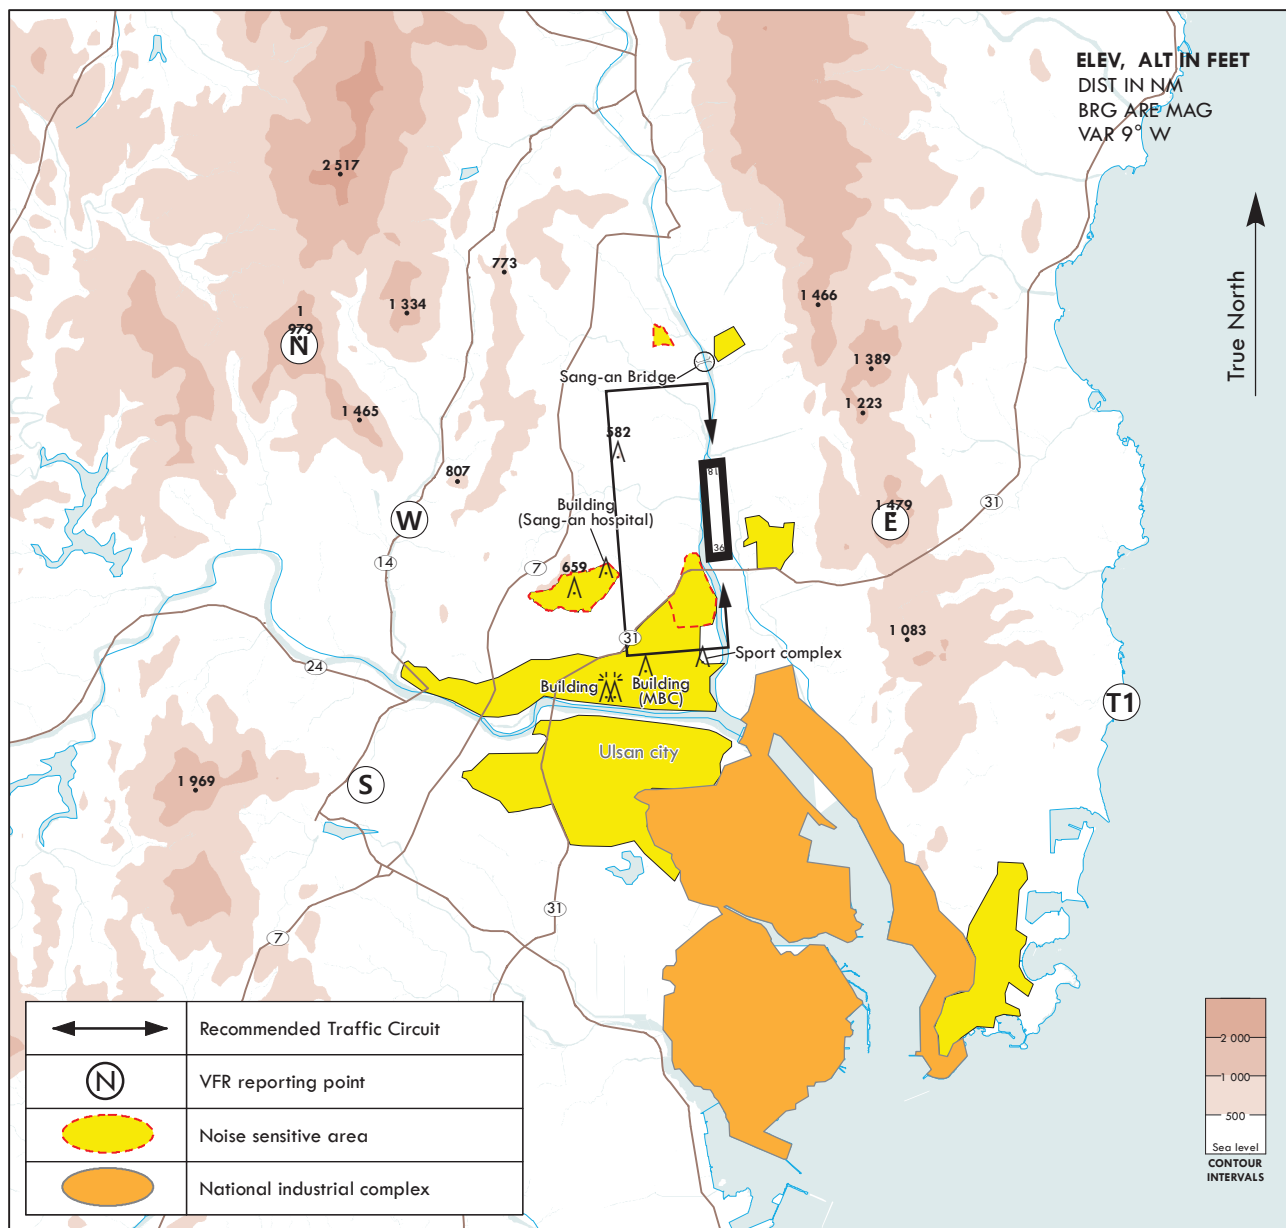 ELEV, ALT IN FEET
DIST IN NM
BRG ARE MAG
VAR 9° W
2 517
True North
773
1 466
1 334
1
979
N
1 389
Sang-an Bridge
1 223
1 465
582
807
18
Building
(Sang-an hospital)
1 479
E
31
W
36
14
7
659
31
1 083
Sport complex
24
Building
Building
(MBC)
T1
Ulsan city
1 969
S
31
7
Recommended Traffic Circuit
N
VFR reporting point
Noise sensitive area
National industrial complex
2 000
1 000
500
Sea level
CONTOUR
INTERVALS